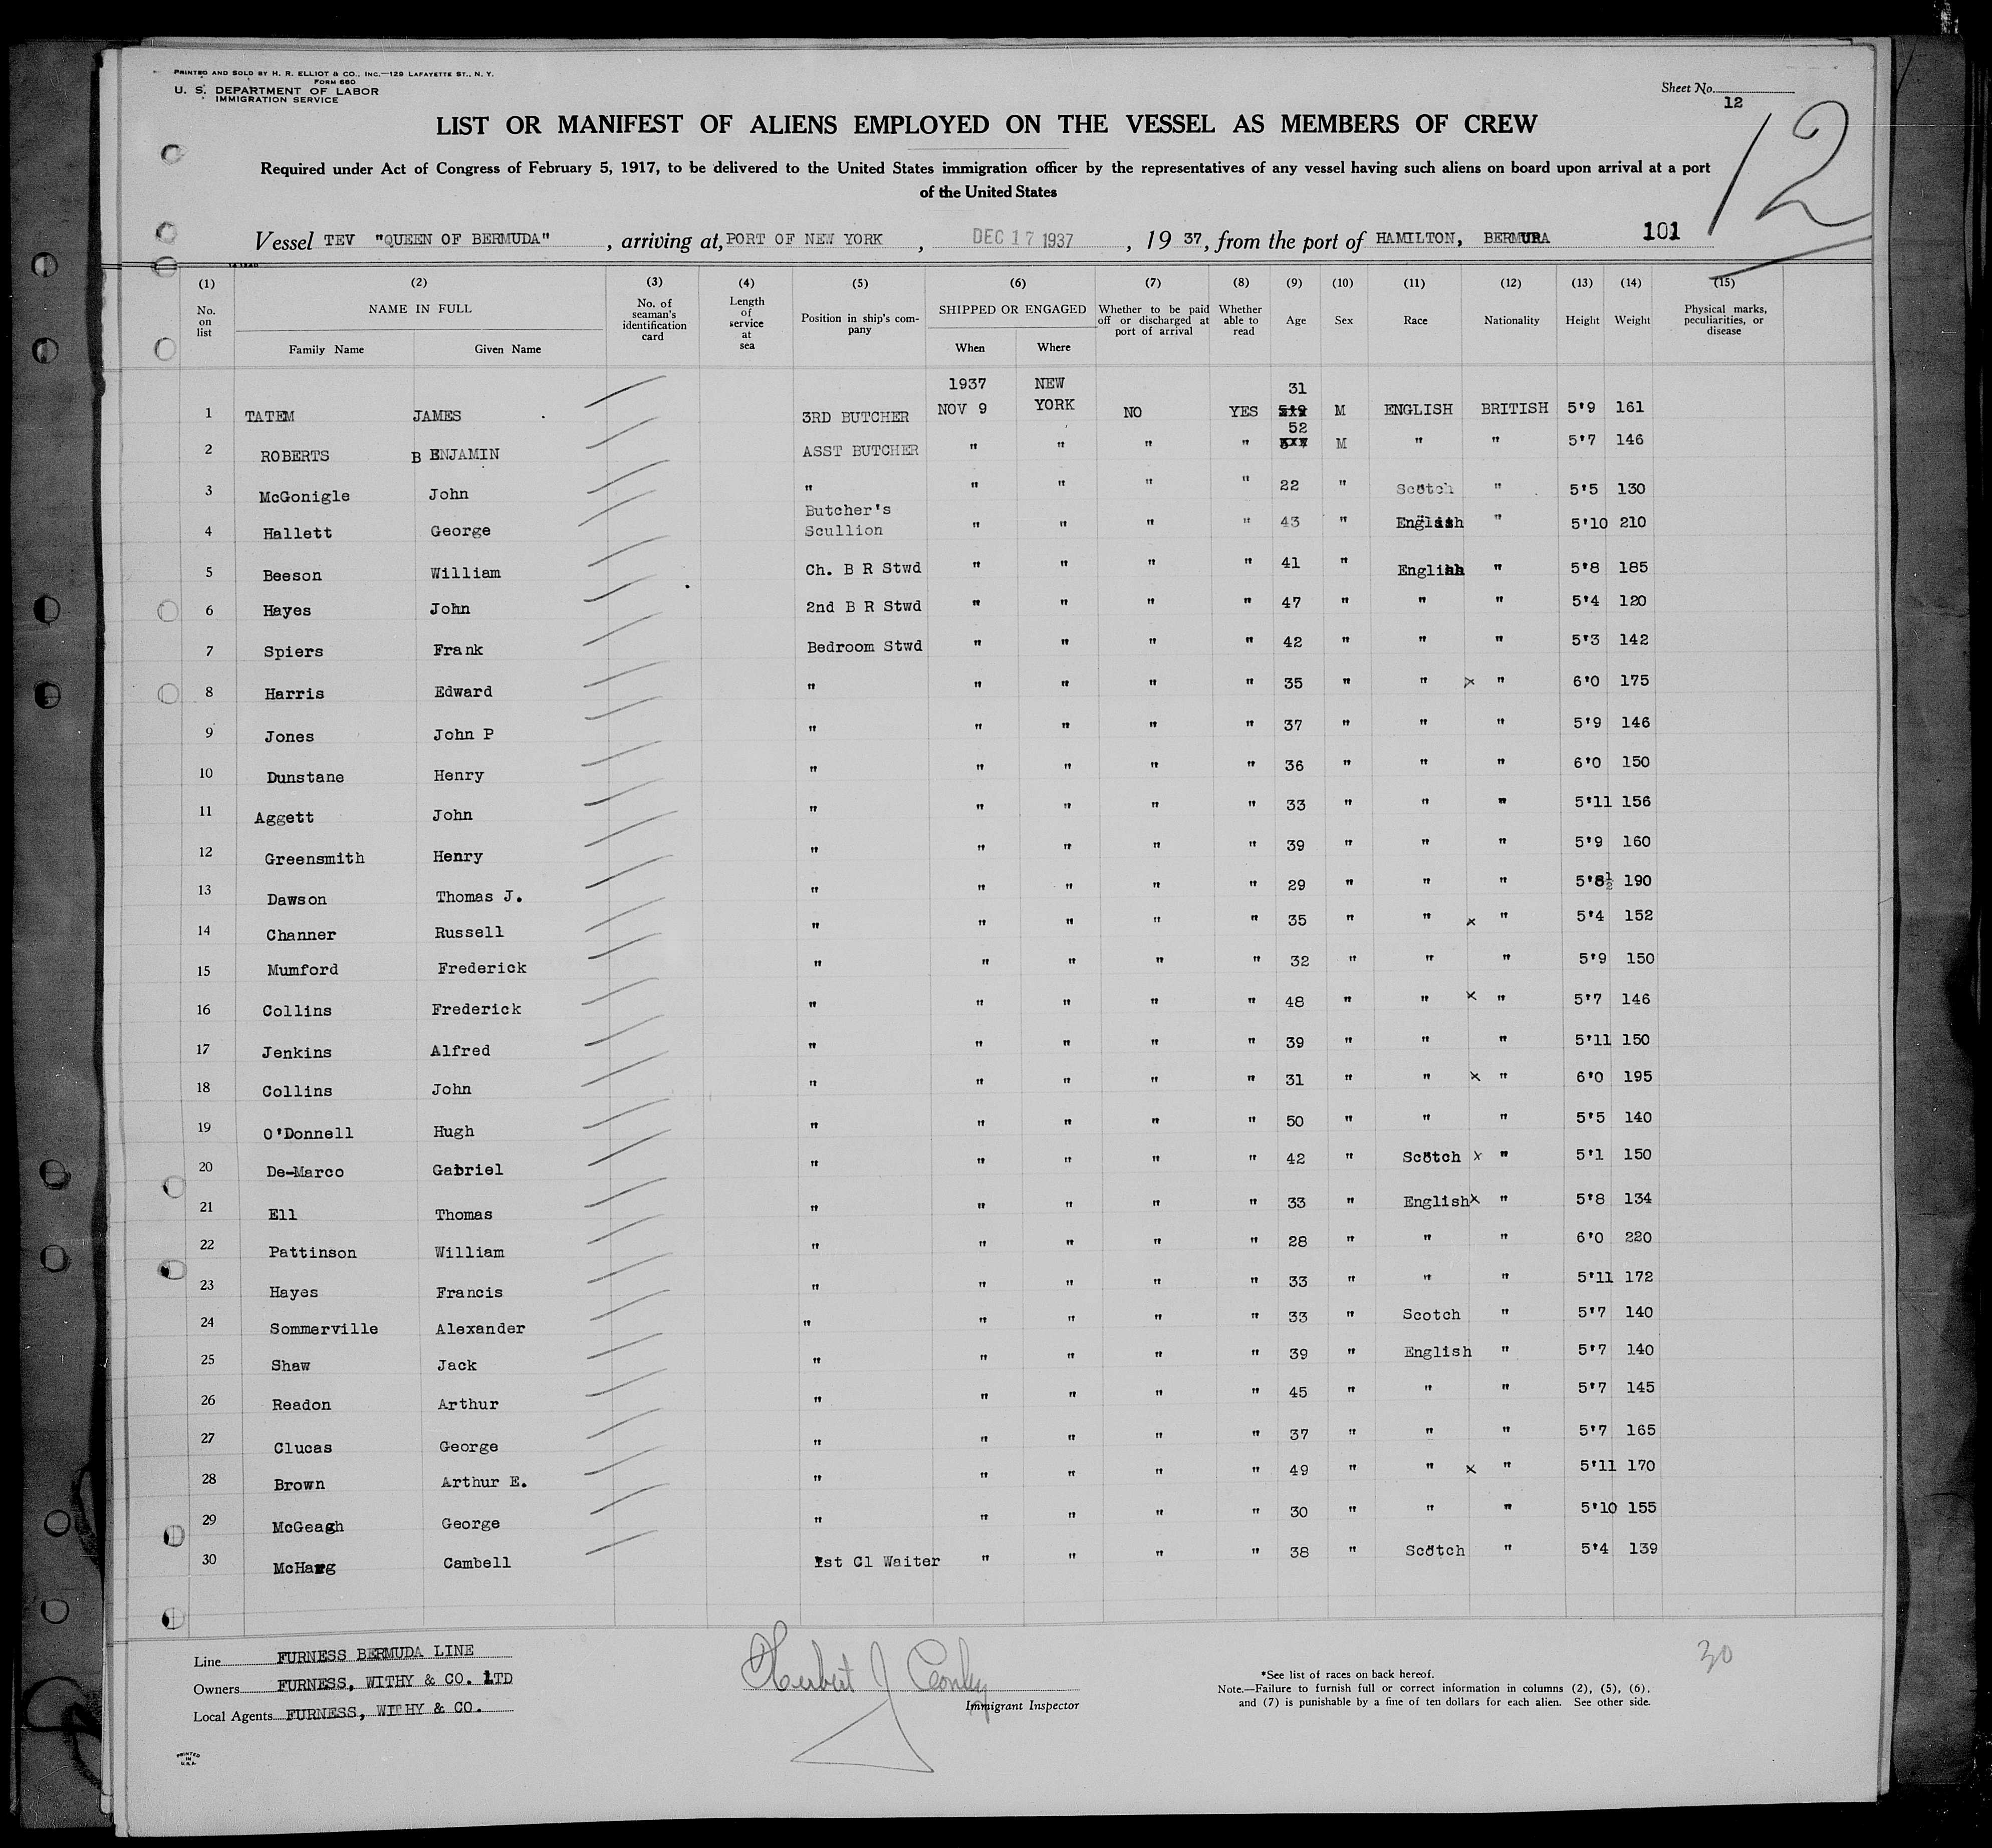 PRINTED AND SOLD BY H. R. ELLIOT & CO., INC.—129 LAFAYETTE ST., N. Y.
FORM 680
U. S. DEPARTMENT OF LABOR
IMMIGRATION SERVICE
Sheet No.
12
12
LIST OR MANIFEST OF ALIENS EMPLOYED ON THE VESSEL AS MEMBERS OF CREW
Required under Act of Congress of February 5, 1917, to be delivered to the United States immigration officer by the representatives of any vessel having such aliens on board upon arrival at a port
of the United States
Vessel TEV "QUEEN OF BERMUDA" , arriving at, PORT OF NEW YORK , DEC 17 1937 , 19 37, from the port of HAMILTON, BERMURA 101
(1) (2) (3) (4) (5) (6) (7) (8) (9) (10) (11) (12) (13) (14) (15)
No. on list NAME IN FULL Family Name Given Name No. of seaman's identification card Length of service at sea Position in ship's company SHIPPED OR ENGAGED When Where Whether to be paid off or discharged at port of arrival Whether able to read Age Sex Race Nationality Height Weight Physical marks, peculiarities, or disease
1937 NEW 31
1 TATEM JAMES 3RD BUTCHER NOV 9 YORK NO YES M ENGLISH BRITISH 5'9 161
52
2 ROBERTS B ENJAMIN ASST BUTCHER " " " " M " " 5'7 146
3 McGonigle John " " " " " 22 " Scotch " 5'5 130
4 Hallett George Butcher's Scullion " " " " 43 " English " 5'10 210
5 Beeson William Ch. B R Stwd " " " " 41 " English " 5'8 185
6 Hayes John 2nd B R Stwd " " " " 47 " " " 5'4 120
7 Spiers Frank Bedroom Stwd " " " " 42 " " " 5'3 142
8 Harris Edward " " " " " 35 " " x " 6'0 175
9 Jones John P " " " " " 37 " " " 5'9 146
10 Dunstane Henry " " " " " 36 " " " 6'0 150
11 Aggett John " " " " " 33 " " " 5'11 156
12 Greensmith Henry " " " " " 39 " " " 5'9 160
13 Dawson Thomas J. " " " " " 29 " " " 5'8½ 190
14 Channer Russell " " " " " 35 " " x " 5'4 152
15 Mumford Frederick " " " " " 32 " " " 5'9 150
16 Collins Frederick " " " " " 48 " " x " 5'7 146
17 Jenkins Alfred " " " " " 39 " " " 5'11 150
18 Collins John " " " " " 31 " " x " 6'0 195
19 O'Donnell Hugh " " " " " 50 " " " 5'5 140
20 De-Marco Gabriel " " " " " 42 " Scotch x " 5'1 150
21 Ell Thomas " " " " " 33 " English x " 5'8 134
22 Pattinson William " " " " " 28 " " " 6'0 220
23 Hayes Francis " " " " " 33 " " " 5'11 172
24 Sommerville Alexander " " " " " 33 " Scotch " 5'7 140
25 Shaw Jack " " " " " 39 " English " 5'7 140
26 Readon Arthur " " " " " 45 " " " 5'7 145
27 Clucas George " " " " " 37 " " " 5'7 165
28 Brown Arthur E. " " " " " 49 " " x " 5'11 170
29 McGeagh George " " " " " 30 " " " 5'10 155
30 McHarg Cambell 1st Cl Waiter " " " " 38 " Scotch " 5'4 139
Line FURNESS BERMUDA LINE
Owners FURNESS, WITHY & CO. LTD
Local Agents FURNESS, WITHY & CO.
Herbert J Conley
Immigrant Inspector
30
*See list of races on back hereof.
Note.—Failure to furnish full or correct information in columns (2), (5), (6),
and (7) is punishable by a fine of ten dollars for each alien. See other side.
PRINTED
IN
U.S.A.